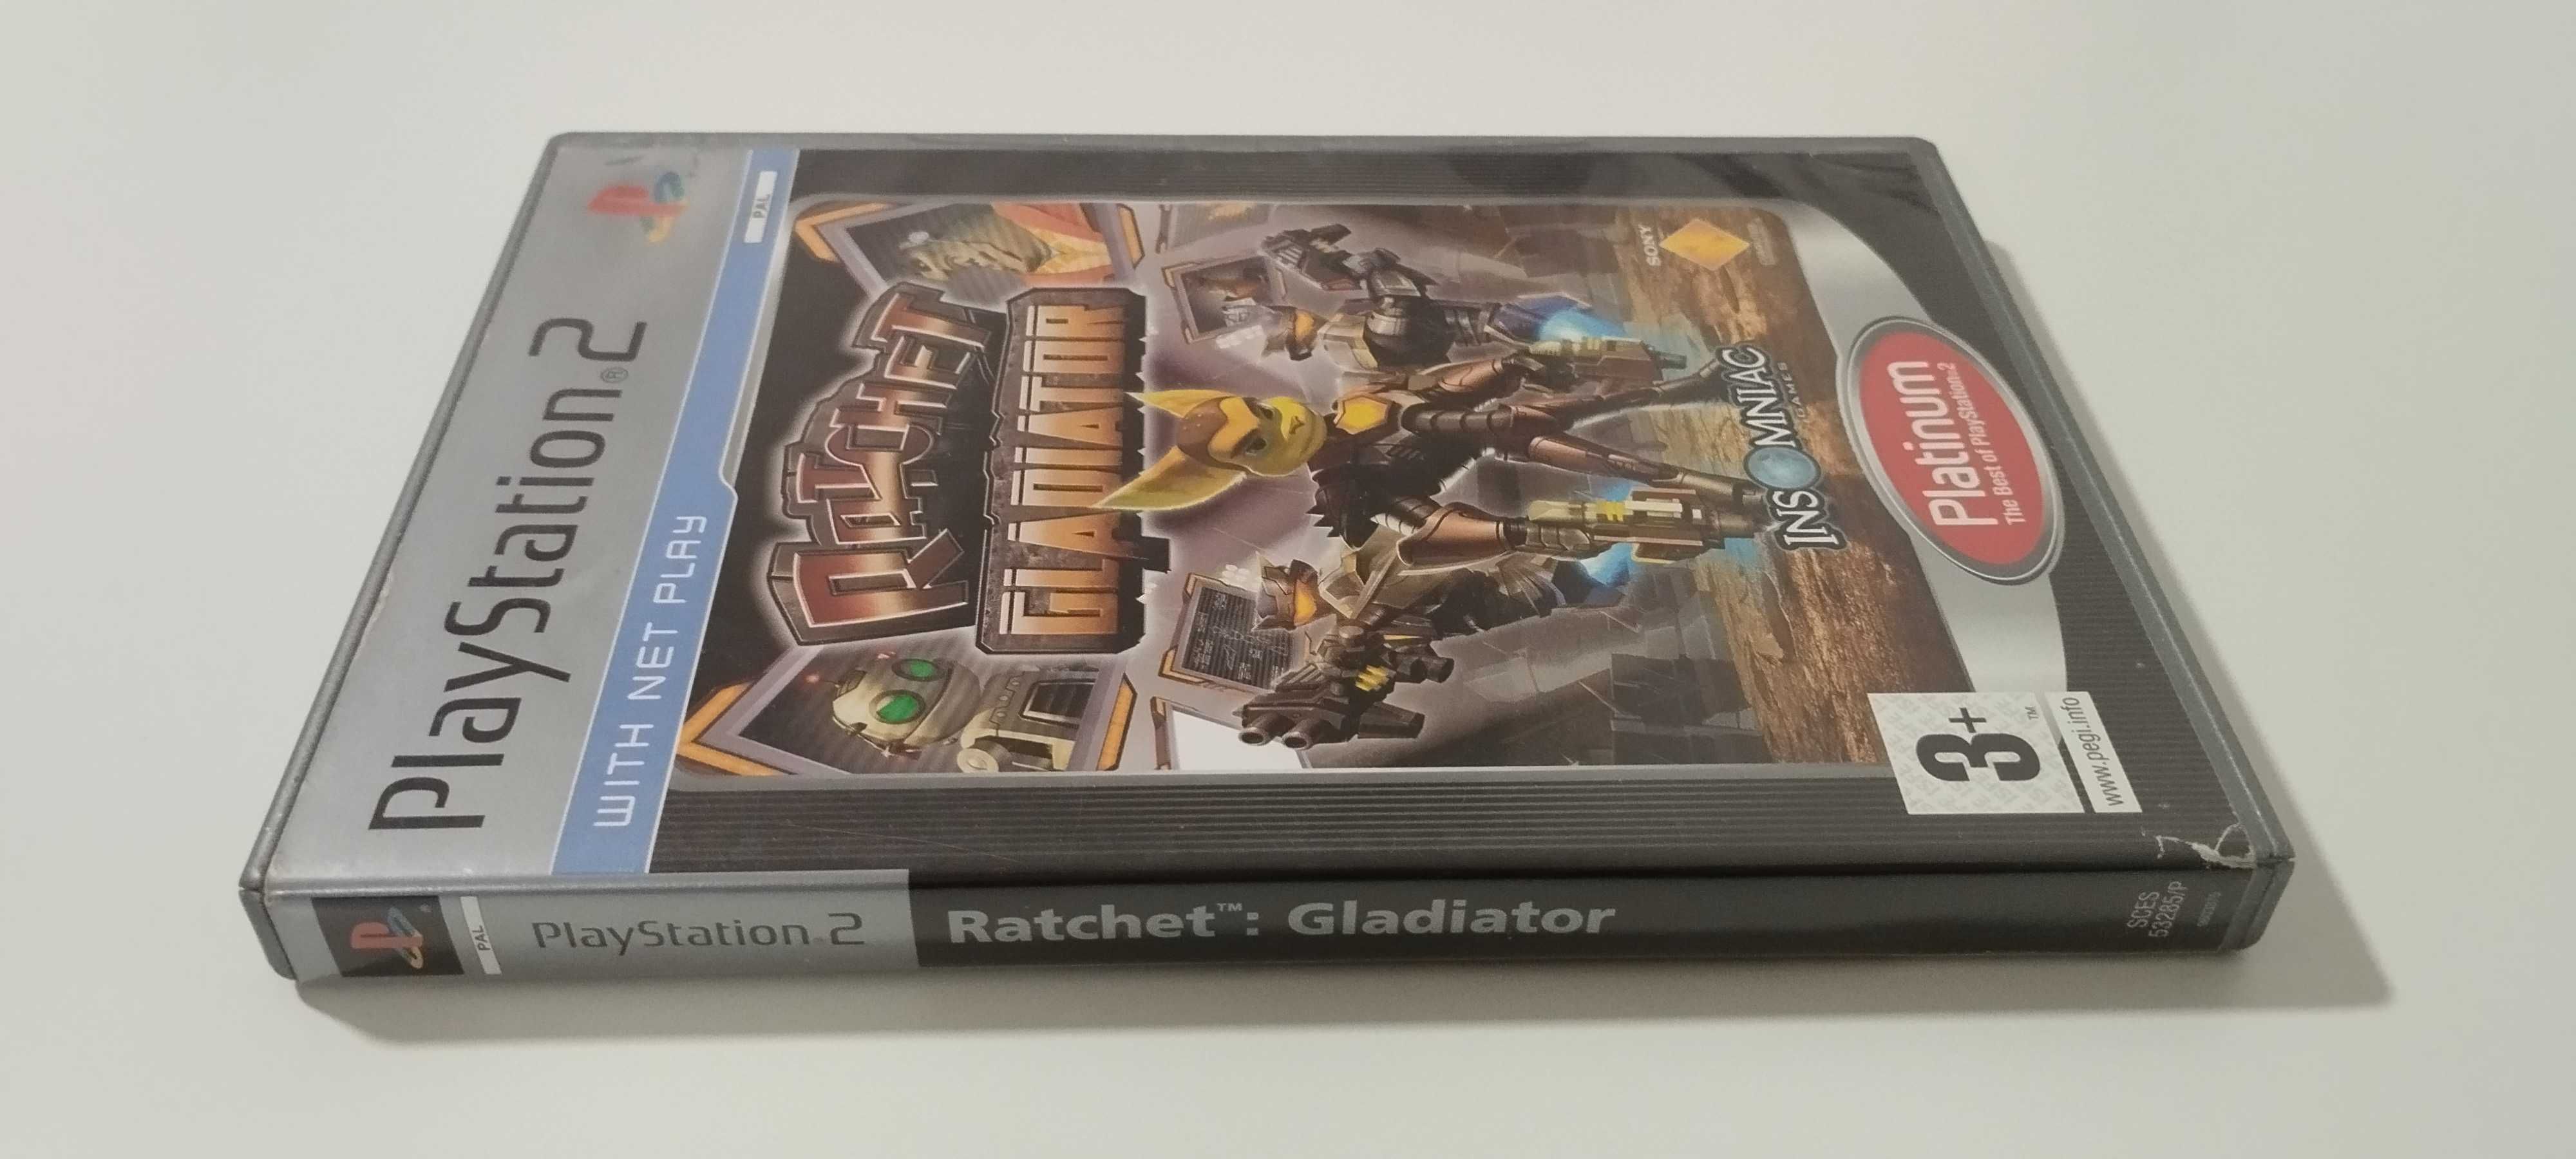 PlayStation®2
PAL
WITH NET PLAY
RATCHET
GLADIATOR
SONY
INSOMNIAC
GAMES
Platinum
The Best of PlayStation®2
3+™
www.pegi.info
PAL
PlayStation®2
Ratchet™: Gladiator
SCES
53285/P